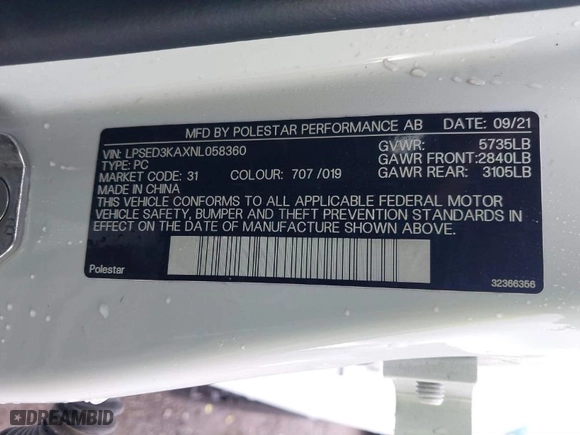 MFD BY POLESTAR PERFORMANCE AB DATE: 09/21
VIN: LPSED3KAXNL058360 GVWR: 5735LB
TYPE: PC GAWR FRONT:2840LB
MARKET CODE: 31 COLOUR: 707 /019 GAWR REAR: 3105LB
MADE IN CHINA
THIS VEHICLE CONFORMS TO ALL APPLICABLE FEDERAL MOTOR
VEHICLE SAFETY, BUMPER AND THEFT PREVENTION STANDARDS IN
EFFECT ON THE DATE OF MANUFACTURE SHOWN ABOVE.
Polestar 32366356
DREAMBID